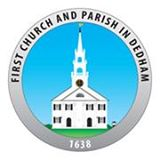 FIRST CHURCH AND PARISH IN DEDHAM
1638